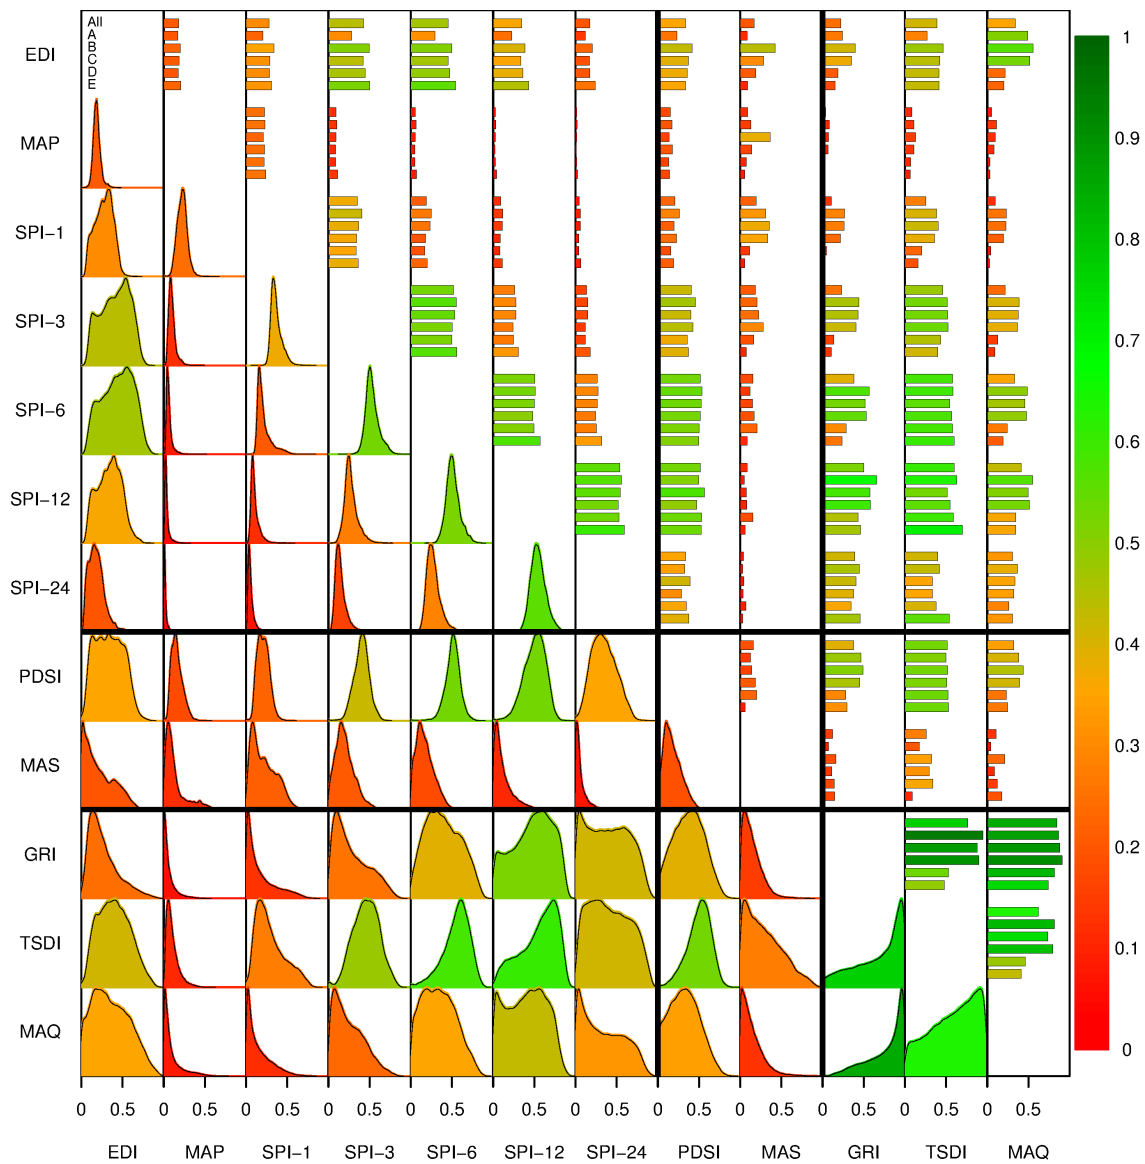 EDI
All
A
B
C
D
E
MAP
SPI−1
SPI−3
SPI−6
SPI−12
SPI−24
PDSI
MAS
GRI
TSDI
MAQ
1
0.9
0.8
0.7
0.6
0.5
0.4
0.3
0.2
0.1
0
0 0.5 0 0.5 0 0.5 0 0.5 0 0.5 0 0.5 0 0.5 0 0.5 0 0.5 0 0.5 0 0.5 0 0.5
EDI MAP SPI−1 SPI−3 SPI−6 SPI−12 SPI−24 PDSI MAS GRI TSDI MAQ